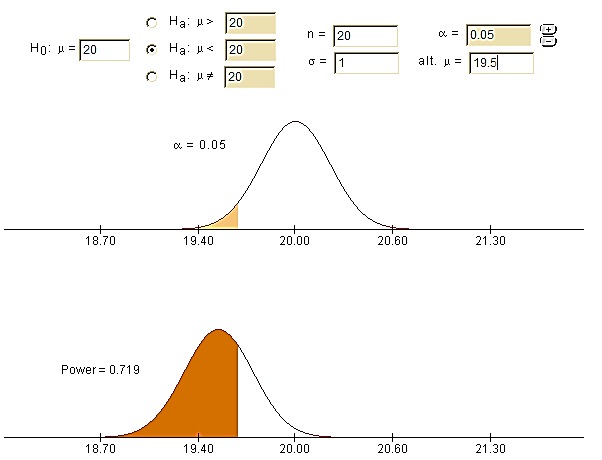 Hₐ: μ > 20
H₀: μ = 20
Hₐ: μ < 20
Hₐ: μ ≠ 20
n = 20
σ = 1
α = 0.05
alt. μ = 19.5
α = 0.05
18.70 19.40 20.00 20.60 21.30
Power = 0.719
18.70 19.40 20.00 20.60 21.30